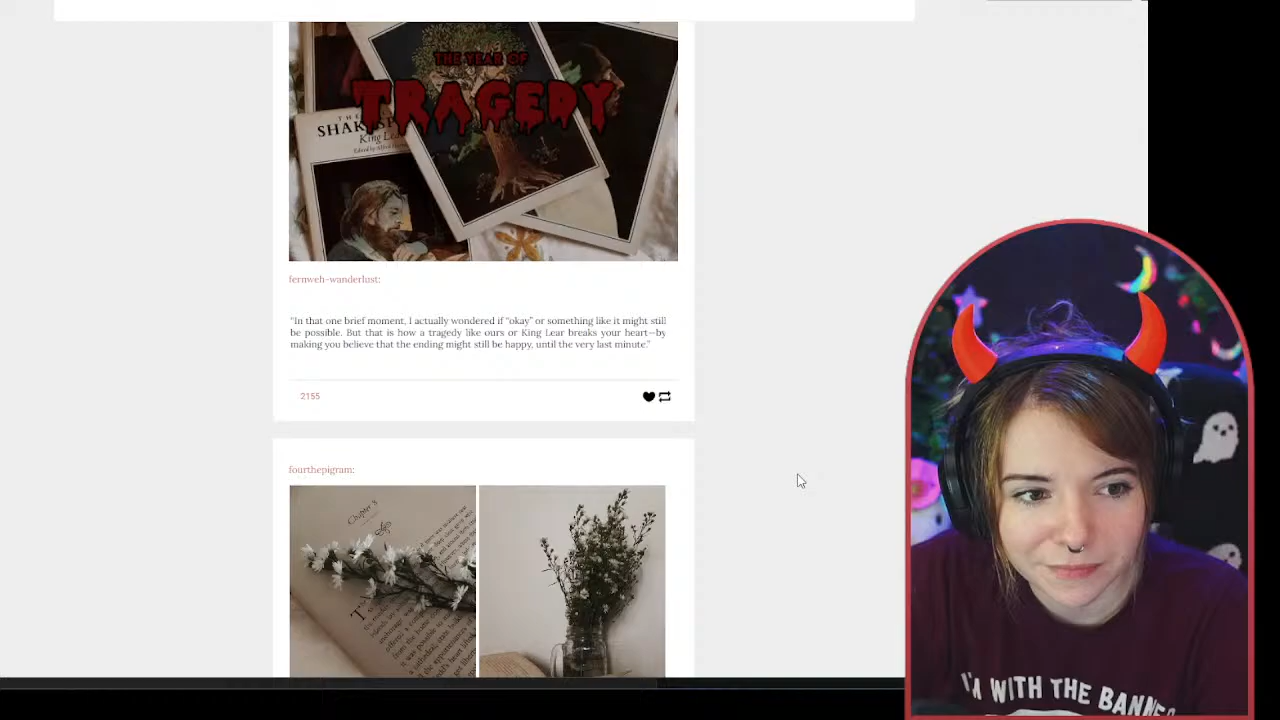 THE YEAR OF
TRAGEDY
King Lear
fernweh-wanderlust:
"In that one brief moment, I actually wondered if “okay” or something like it might still
be possible. But that is how a tragedy like ours or King Lear breaks your heart—by
making you believe that the ending might still be happy, until the very last minute.”
2155
fourthepigram:
Chapter 8
I'M WITH THE BANNE